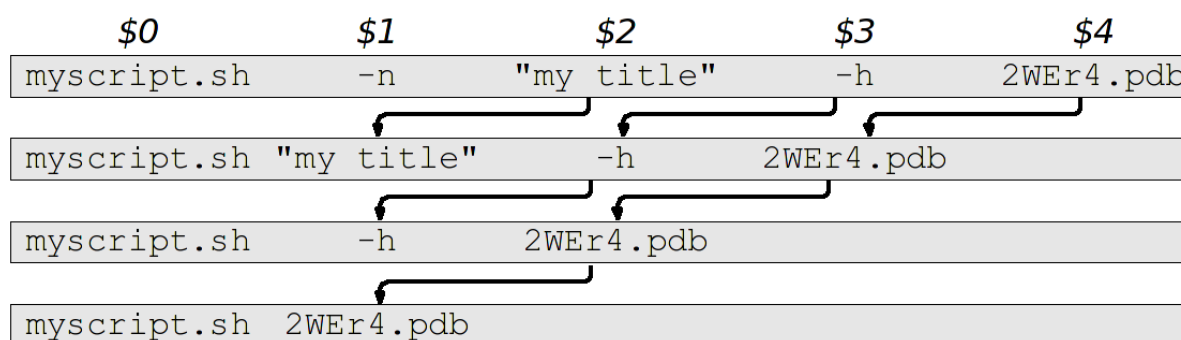 $0 $1 $2 $3 $4
myscript.sh -n "my title" -h 2WEr4.pdb
myscript.sh "my title" -h 2WEr4.pdb
myscript.sh -h 2WEr4.pdb
myscript.sh 2WEr4.pdb